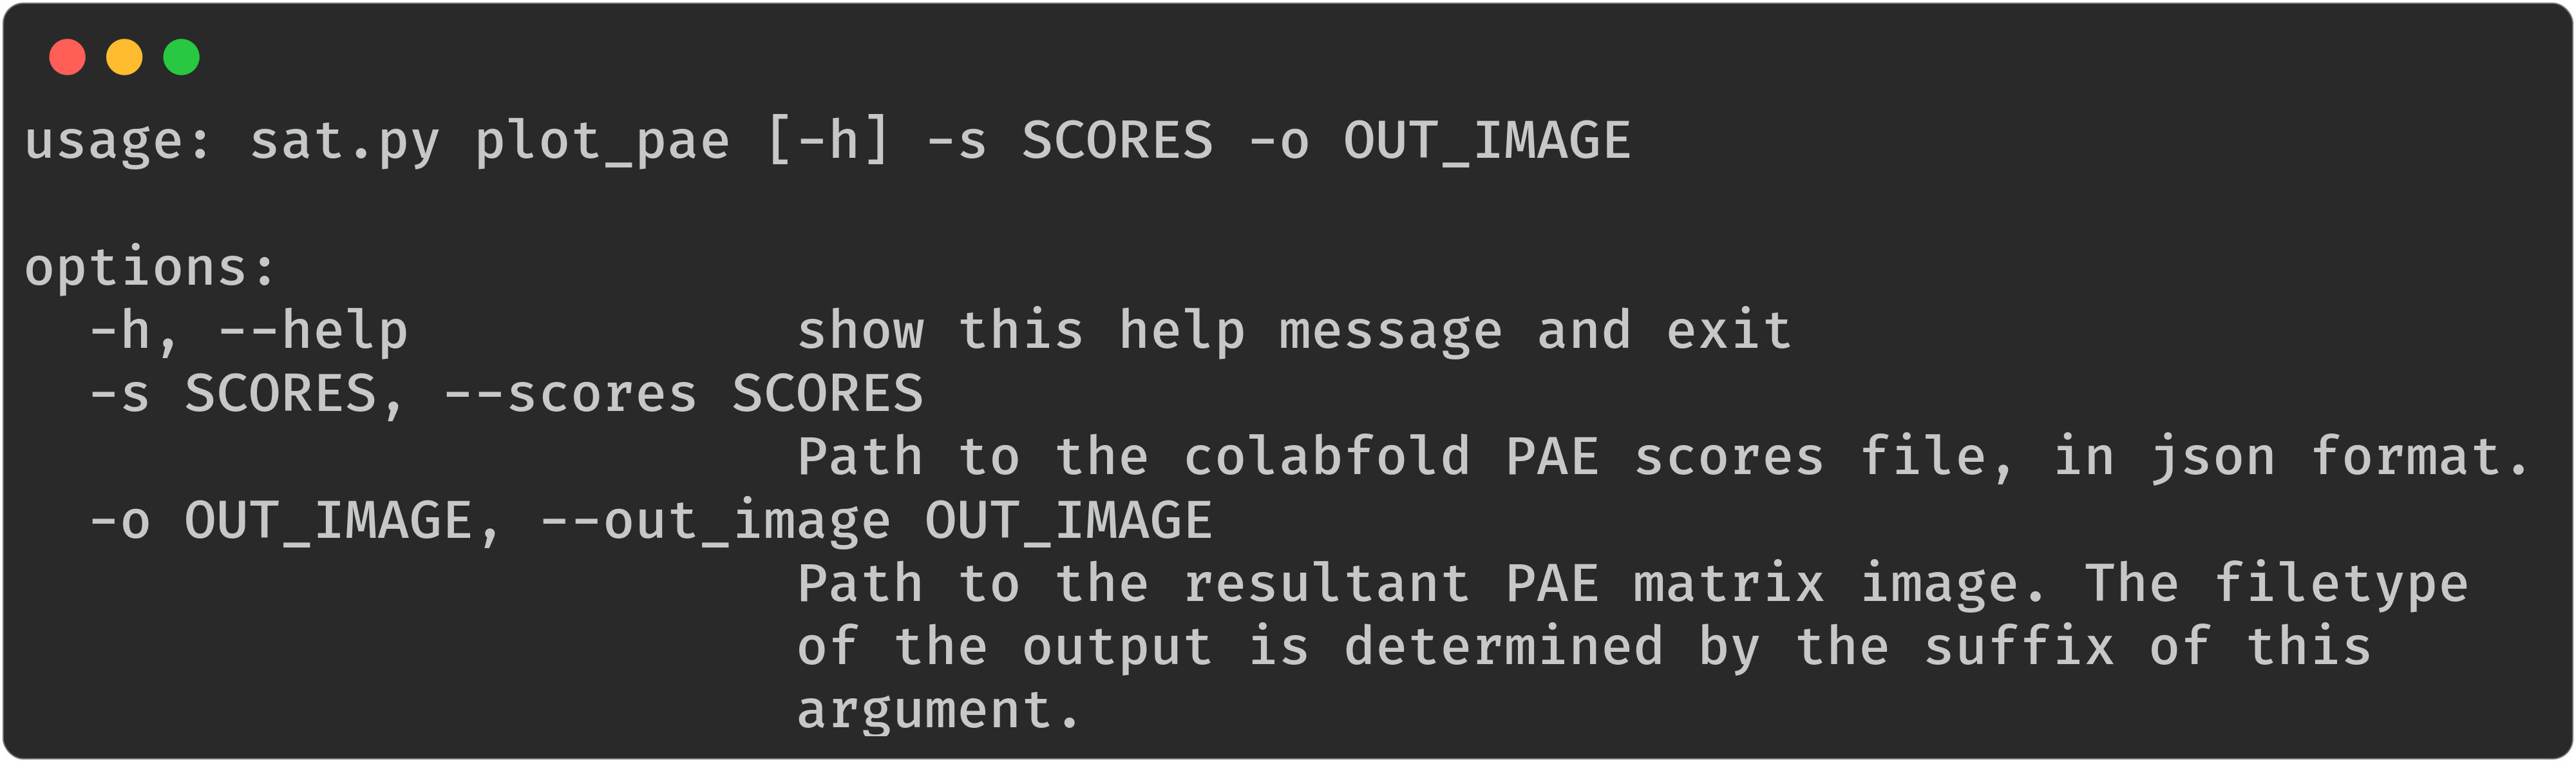 usage: sat.py plot_pae [-h] -s SCORES -o OUT_IMAGE
options:
-h, --help show this help message and exit
-s SCORES, --scores SCORES
Path to the colabfold PAE scores file, in json format.
-o OUT_IMAGE, --out_image OUT_IMAGE
Path to the resultant PAE matrix image. The filetype
of the output is determined by the suffix of this
argument.